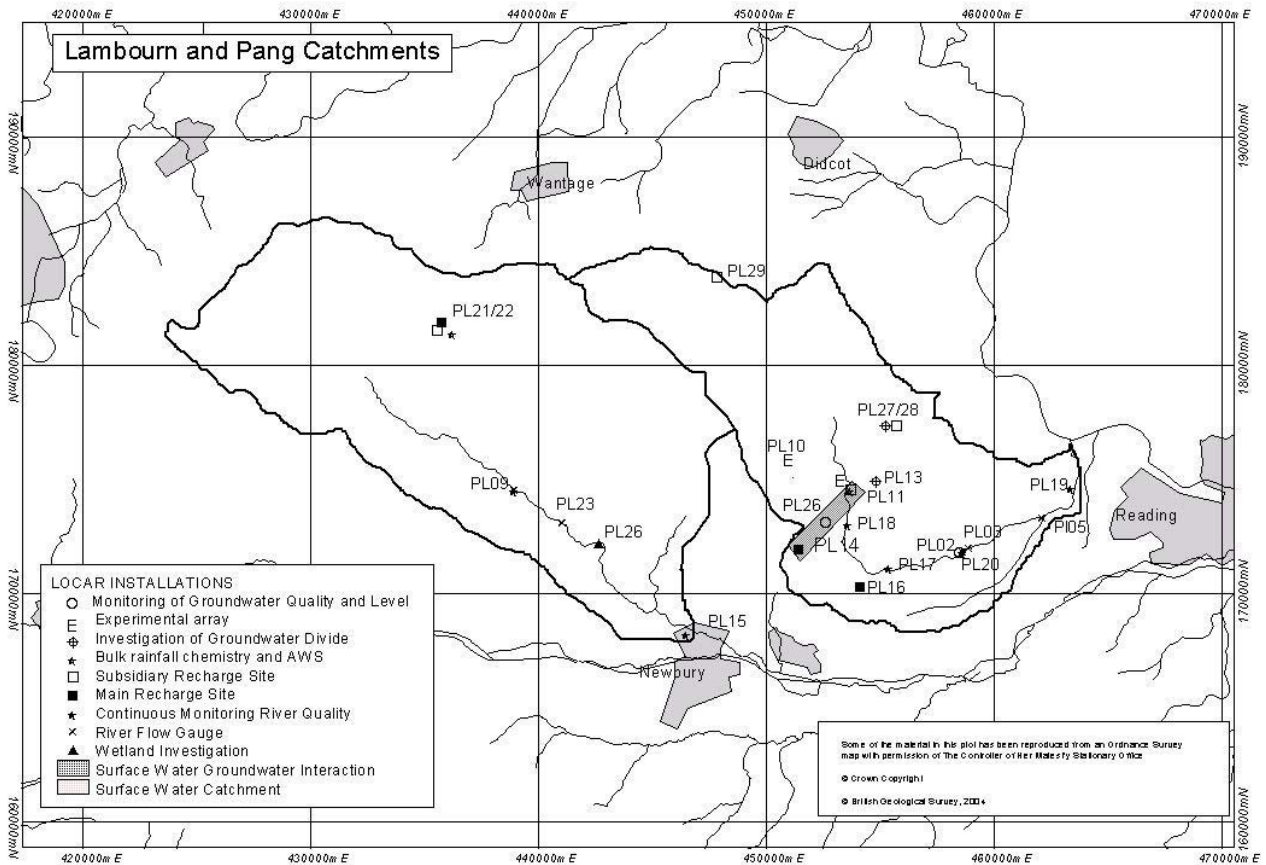 420000m E 430000m E 440000m E 450000m E 460000m E 470000m E
Lambourn and Pang Catchments
190000mN 190000mN
Didcot
Wantage
PL29
PL21/22
180000mN 180000mN
PL27/28
PL10
E
PL09
E
PL13
PL19
PL23
PL26
PL11
Reading
PL26
PL18
Pl05
PL03
PL14
PL02
PL17
PL20
PL16
170000mN 170000mN
PL15
Newbury
LOCAR INSTALLATIONS
Monitoring of Groundwater Quality and Level
E Experimental array
Investigation of Groundwater Divide
Bulk rainfall chemistry and AWS
Subsidiary Recharge Site
Main Recharge Site
Continuous Monitoring River Quality
River Flow Gauge
Wetland Investigation
Surface Water Groundwater Interaction
Surface Water Catchment
Some of the material in this plot has been reproduced from an Ordnance Survey
map with permission of The Controller of Her Majesty Stationary Office
© Crown Copyright
© British Geological Survey, 2004
160000mN 160000mN
420000m E 430000m E 440000m E 450000m E 460000m E 470000m E